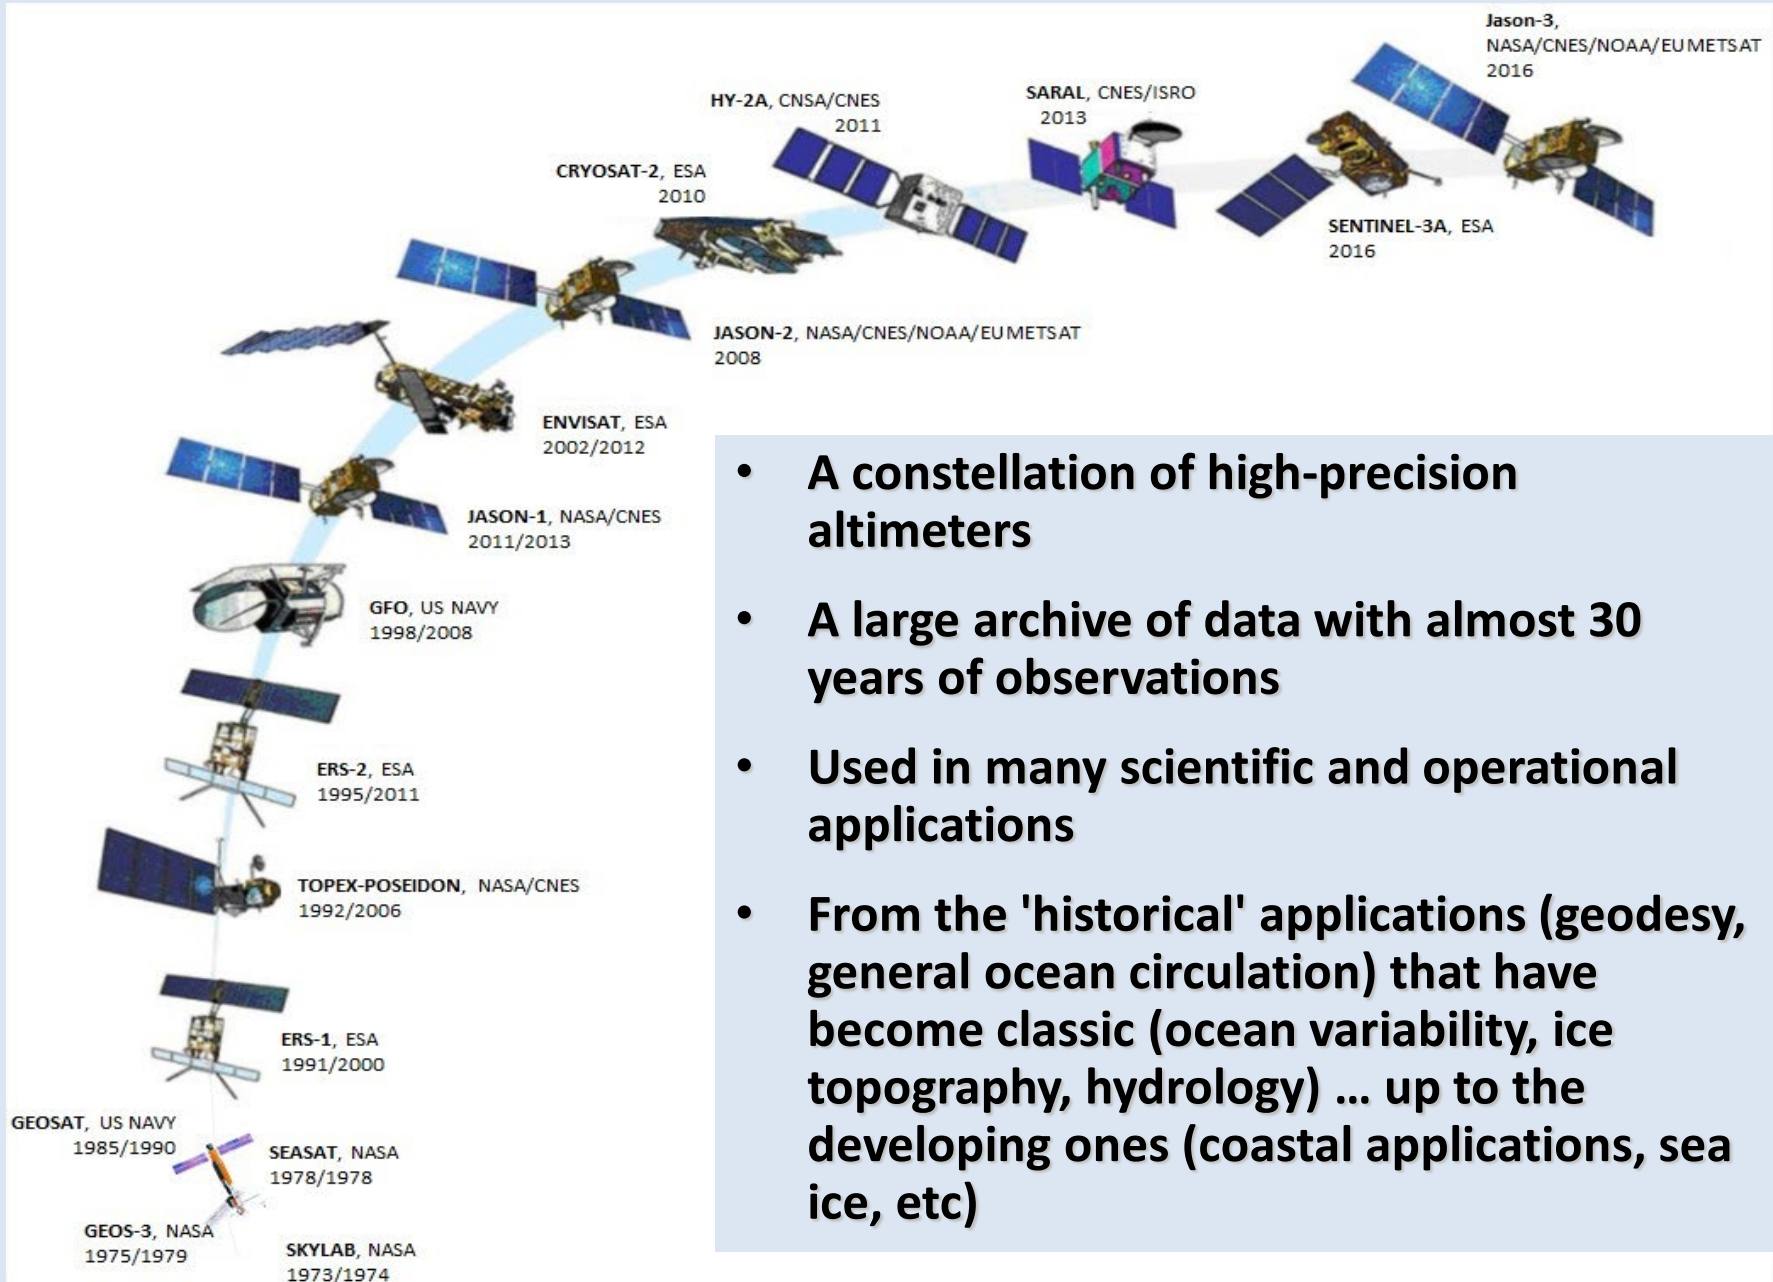 Jason-3,
NASA/CNES/NOAA/EUMETSAT
2016
HY-2A, CNSA/CNES
2011
SARAL, CNES/ISRO
2013
CRYOSAT-2, ESA
2010
SENTINEL-3A, ESA
2016
JASON-2, NASA/CNES/NOAA/EUMETSAT
2008
ENVISAT, ESA
2002/2012
JASON-1, NASA/CNES
2011/2013
GFO, US NAVY
1998/2008
ERS-2, ESA
1995/2011
TOPEX-POSEIDON, NASA/CNES
1992/2006
ERS-1, ESA
1991/2000
GEOSAT, US NAVY
1985/1990
SEASAT, NASA
1978/1978
GEOS-3, NASA
1975/1979
SKYLAB, NASA
1973/1974
• A constellation of high-precision
altimeters
• A large archive of data with almost 30
years of observations
• Used in many scientific and operational
applications
• From the 'historical' applications (geodesy,
general ocean circulation) that have
become classic (ocean variability, ice
topography, hydrology) … up to the
developing ones (coastal applications, sea
ice, etc)